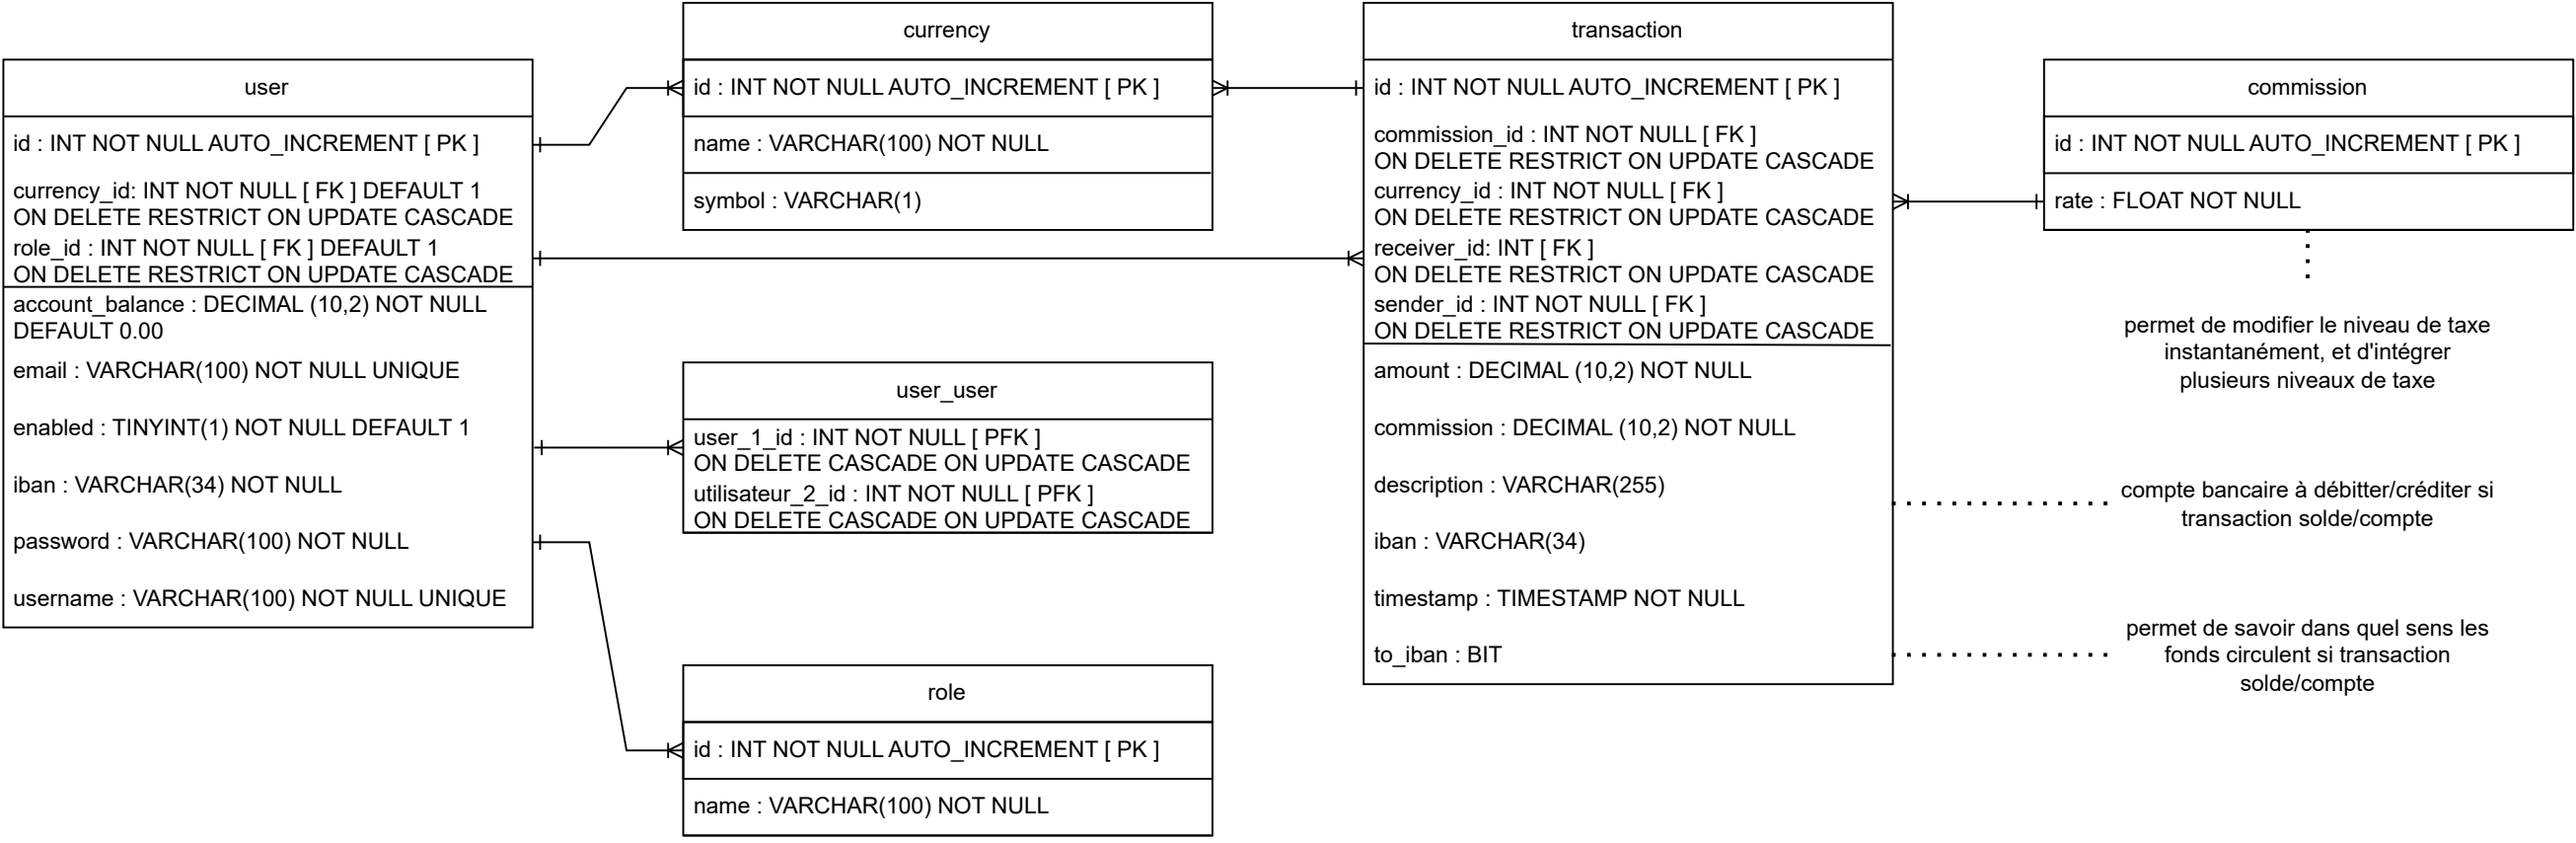 user
id : INT NOT NULL AUTO_INCREMENT [ PK ]
currency_id: INT NOT NULL [ FK ] DEFAULT 1
ON DELETE RESTRICT ON UPDATE CASCADE
role_id : INT NOT NULL [ FK ] DEFAULT 1
ON DELETE RESTRICT ON UPDATE CASCADE
account_balance : DECIMAL (10,2) NOT NULL
DEFAULT 0.00
email : VARCHAR(100) NOT NULL UNIQUE
enabled : TINYINT(1) NOT NULL DEFAULT 1
iban : VARCHAR(34) NOT NULL
password : VARCHAR(100) NOT NULL
username : VARCHAR(100) NOT NULL UNIQUE
currency
id : INT NOT NULL AUTO_INCREMENT [ PK ]
name : VARCHAR(100) NOT NULL
symbol : VARCHAR(1)
user_user
user_1_id : INT NOT NULL [ PFK ]
ON DELETE CASCADE ON UPDATE CASCADE
utilisateur_2_id : INT NOT NULL [ PFK ]
ON DELETE CASCADE ON UPDATE CASCADE
role
id : INT NOT NULL AUTO_INCREMENT [ PK ]
name : VARCHAR(100) NOT NULL
transaction
id : INT NOT NULL AUTO_INCREMENT [ PK ]
commission_id : INT NOT NULL [ FK ]
ON DELETE RESTRICT ON UPDATE CASCADE
currency_id : INT NOT NULL [ FK ]
ON DELETE RESTRICT ON UPDATE CASCADE
receiver_id: INT [ FK ]
ON DELETE RESTRICT ON UPDATE CASCADE
sender_id : INT NOT NULL [ FK ]
ON DELETE RESTRICT ON UPDATE CASCADE
amount : DECIMAL (10,2) NOT NULL
commission : DECIMAL (10,2) NOT NULL
description : VARCHAR(255)
iban : VARCHAR(34)
timestamp : TIMESTAMP NOT NULL
to_iban : BIT
commission
id : INT NOT NULL AUTO_INCREMENT [ PK ]
rate : FLOAT NOT NULL
permet de modifier le niveau de taxe
instantanément, et d'intégrer
plusieurs niveaux de taxe
compte bancaire à débitter/créditer si
transaction solde/compte
permet de savoir dans quel sens les
fonds circulent si transaction
solde/compte